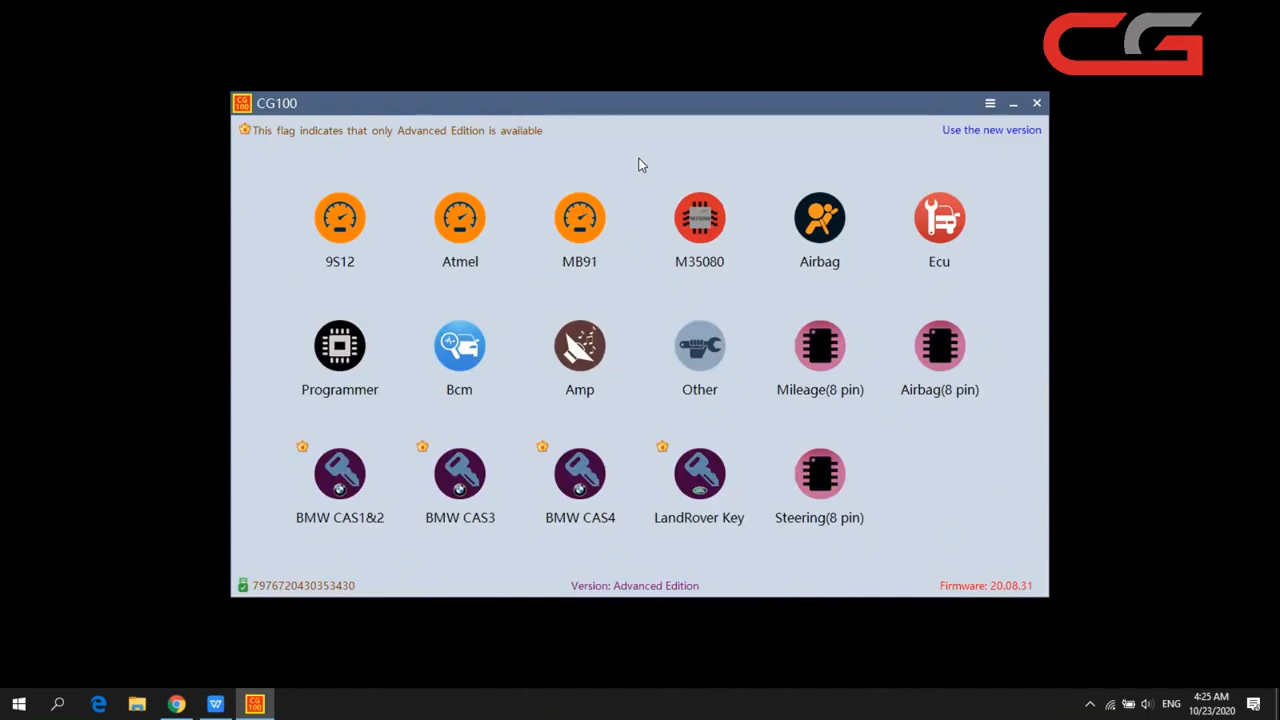 CG
CG100
This flag indicates that only Advanced Edition is available
Use the new version
9S12
Atmel
MB91
M35080
Airbag
Ecu
Programmer
Bcm
Amp
Other
Mileage(8 pin)
Airbag(8 pin)
BMW CAS1&2
BMW CAS3
BMW CAS4
LandRover Key
Steering(8 pin)
7976720430353430
Version: Advanced Edition
Firmware: 20.08.31
ENG
4:25 AM
10/23/2020